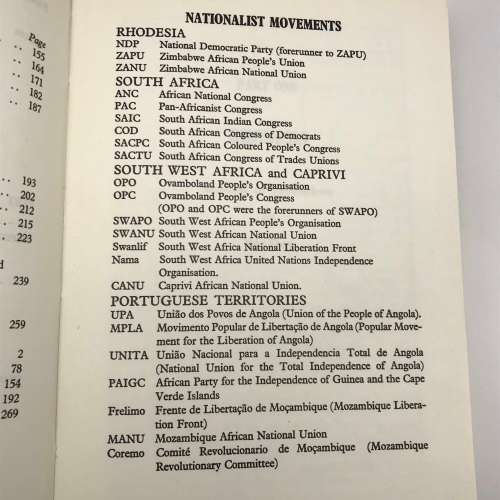 Page
.. 155
.. 164
.. 171
.. 182
.. 187
.. 193
.. 202
.. 212
.. 215
.. 223
d
239
259
2
78
154
192
269
NATIONALIST MOVEMENTS
RHODESIA
NDP National Democratic Party (forerunner to ZAPU)
ZAPU Zimbabwe African People's Union
ZANU Zimbabwe African National Union
SOUTH AFRICA
ANC African National Congress
PAC Pan-Africanist Congress
SAIC South African Indian Congress
COD South African Congress of Democrats
SACPC South African Coloured People's Congress
SACTU South African Congress of Trades Unions
SOUTH WEST AFRICA and CAPRIVI
OPO Ovamboland People's Organisation
OPC Ovamboland People's Congress
(OPO and OPC were the forerunners of SWAPO)
SWAPO South West African People's Organisation
SWANU South West African National Union
Swanlif South West Africa National Liberation Front
Nama South West Africa United Nations Independence
Organisation.
CANU Caprivi African National Union.
PORTUGUESE TERRITORIES
UPA União dos Povos de Angola (Union of the People of Angola).
MPLA Movimento Popular de Libertação de Angola (Popular Move-
ment for the Liberation of Angola)
UNITA União Nacional para a Independencia Total de Angola
(National Union for the Total Independence of Angola)
PAIGC African Party for the Independence of Guinea and the Cape
Verde Islands
Frelimo Frente de Libertação de Moçambique (Mozambique Libera-
tion Front)
MANU Mozambique African National Union
Coremo Comité Revolucionario de Moçambique (Mozambique
Revolutionary Committee)